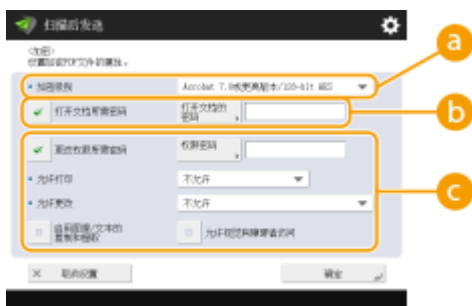 扫描后发送
<加密>
设置加密PDF文件的属性。
a
▪ 加密级别
Acrobat 7.0或更高版本/128-bit AES
b
打开文档所需密码
打开文档的
密码
更改权限所需密码
权限密码
▪ 允许打印
不允许
c
▪ 允许更改
不允许
启用图像/文本的
复制和提取
允许视觉向障碍者访问
× 取消设置
确定